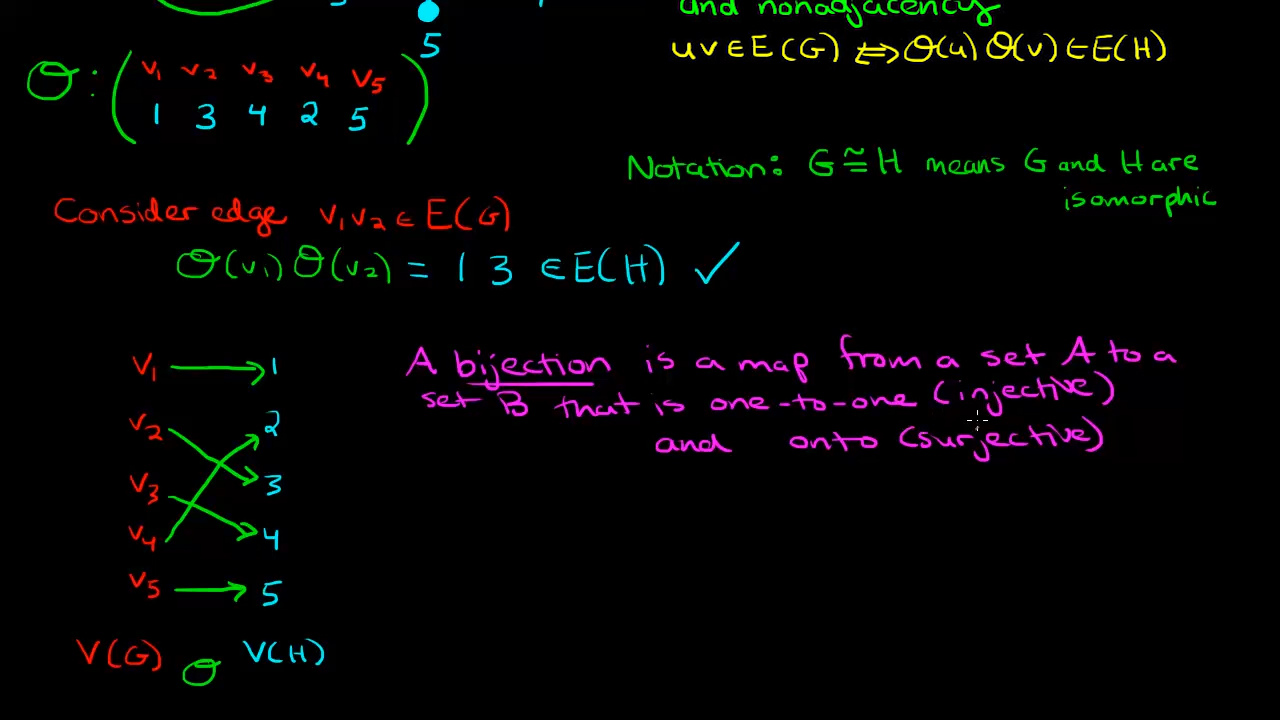 5
and nonadjacency
uv ∈ E(G) ⇔ Θ(u) Θ(v) ∈ E(H)
Θ: ( v1 v2 v3 v4 v5 )
1 3 4 2 5
Notation: G ≅ H means G and H are
isomorphic
Consider edge v1v2 ∈ E(G)
Θ(v1) Θ(v2) = 1 3 ∈ E(H) ✓
A bijection is a map from a set A to a
set B that is one-to-one (injective)
and onto (surjective)
v1 → 1
v2 2
v3 3
v4 4
v5 → 5
V(G) Θ V(H)